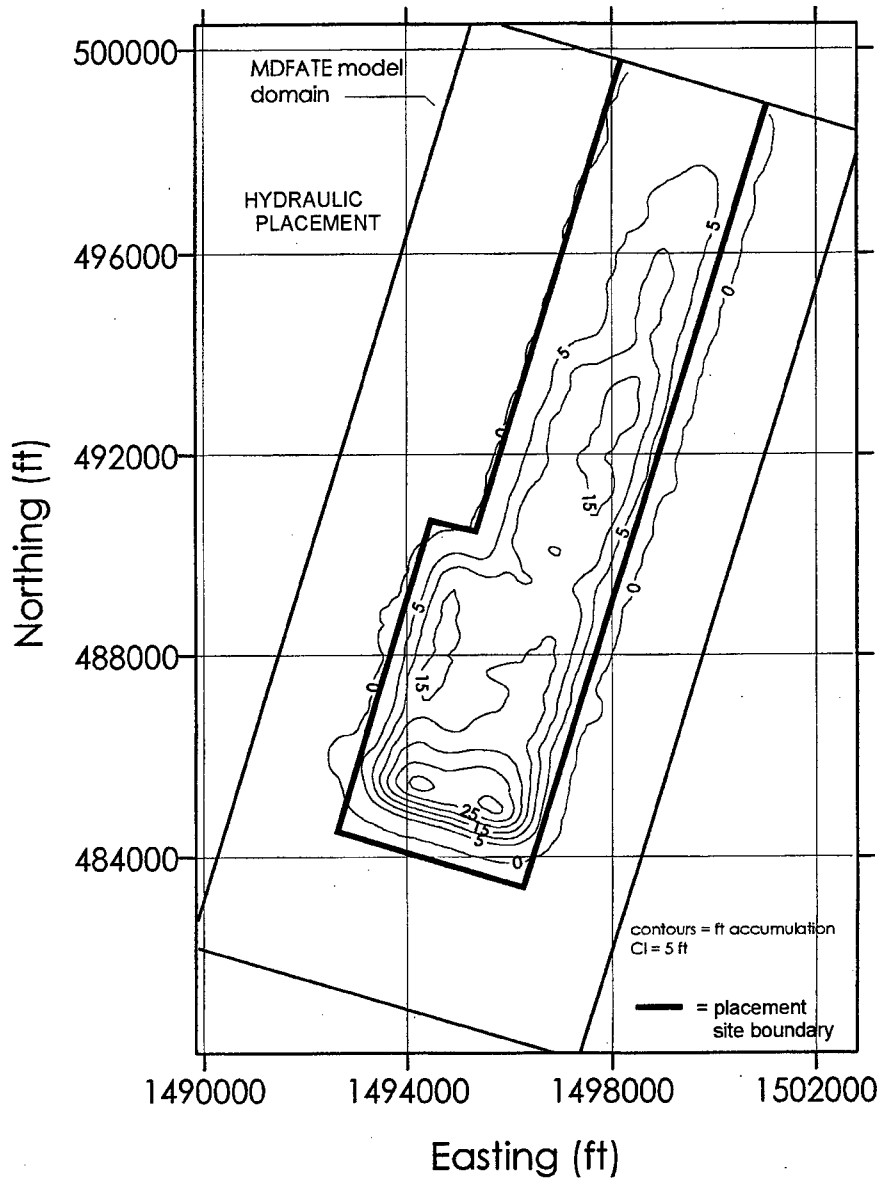 500000
MDFATE model
domain
HYDRAULIC
PLACEMENT
5
496000
0
5
0
492000
15
5
0
5
0
488000
15
0
25
15
5
484000
0
contours = ft accumulation
CI = 5 ft
= placement
site boundary
1490000 1494000 1498000 1502000
Easting (ft)
Northing (ft)